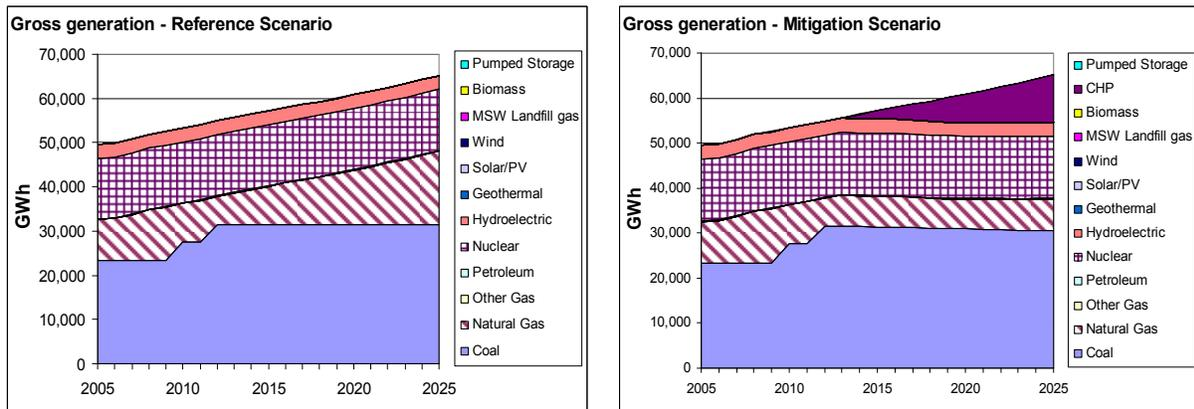 Gross generation - Reference Scenario
70,000
60,000
50,000
40,000
30,000
20,000
10,000
0
GWh
2005
2010
2015
2020
2025
Pumped Storage
Biomass
MSW Landfill gas
Wind
Solar/PV
Geothermal
Hydroelectric
Nuclear
Petroleum
Other Gas
Natural Gas
Coal
Gross generation - Mitigation Scenario
70,000
60,000
50,000
40,000
30,000
20,000
10,000
0
GWh
2005
2010
2015
2020
2025
Pumped Storage
CHP
Biomass
MSW Landfill gas
Wind
Solar/PV
Geothermal
Hydroelectric
Nuclear
Petroleum
Other Gas
Natural Gas
Coal